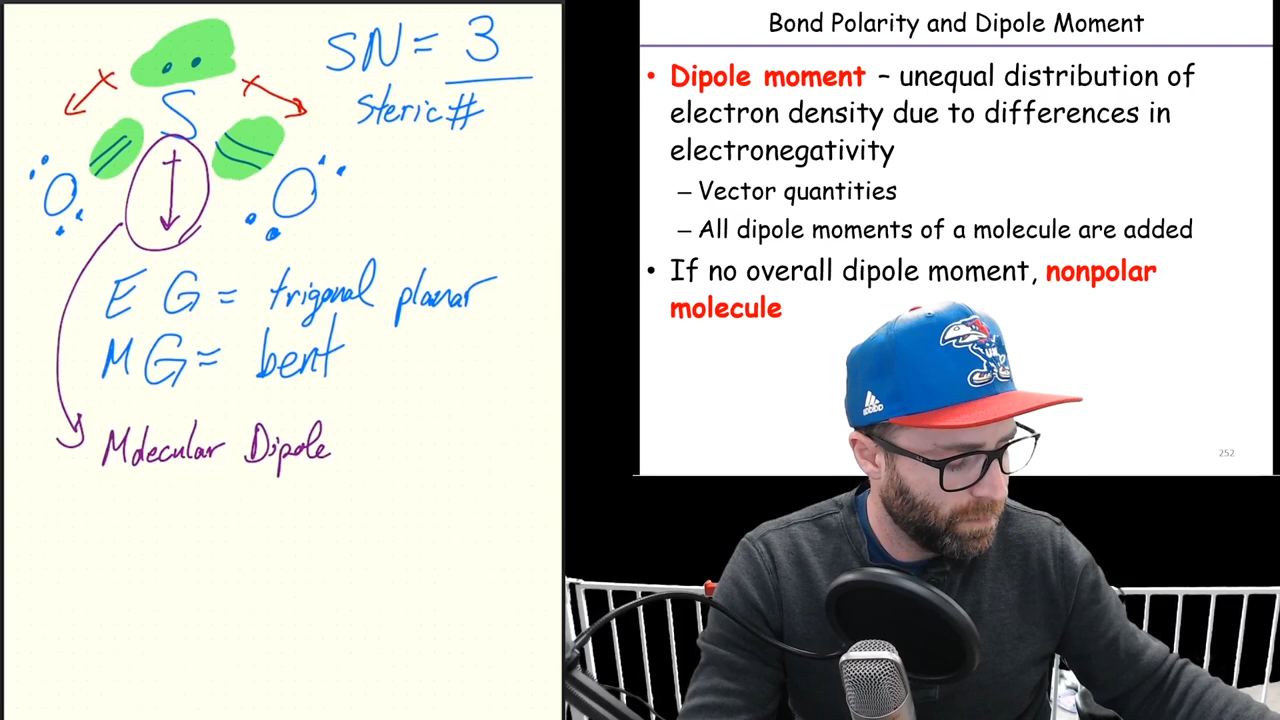 SN = 3
Steric #
S
O
O
EG = trigonal planar
MG = bent
Molecular Dipole
Bond Polarity and Dipole Moment
• Dipole moment – unequal distribution of
electron density due to differences in
electronegativity
– Vector quantities
– All dipole moments of a molecule are added
• If no overall dipole moment, nonpolar
molecule
252
adidas